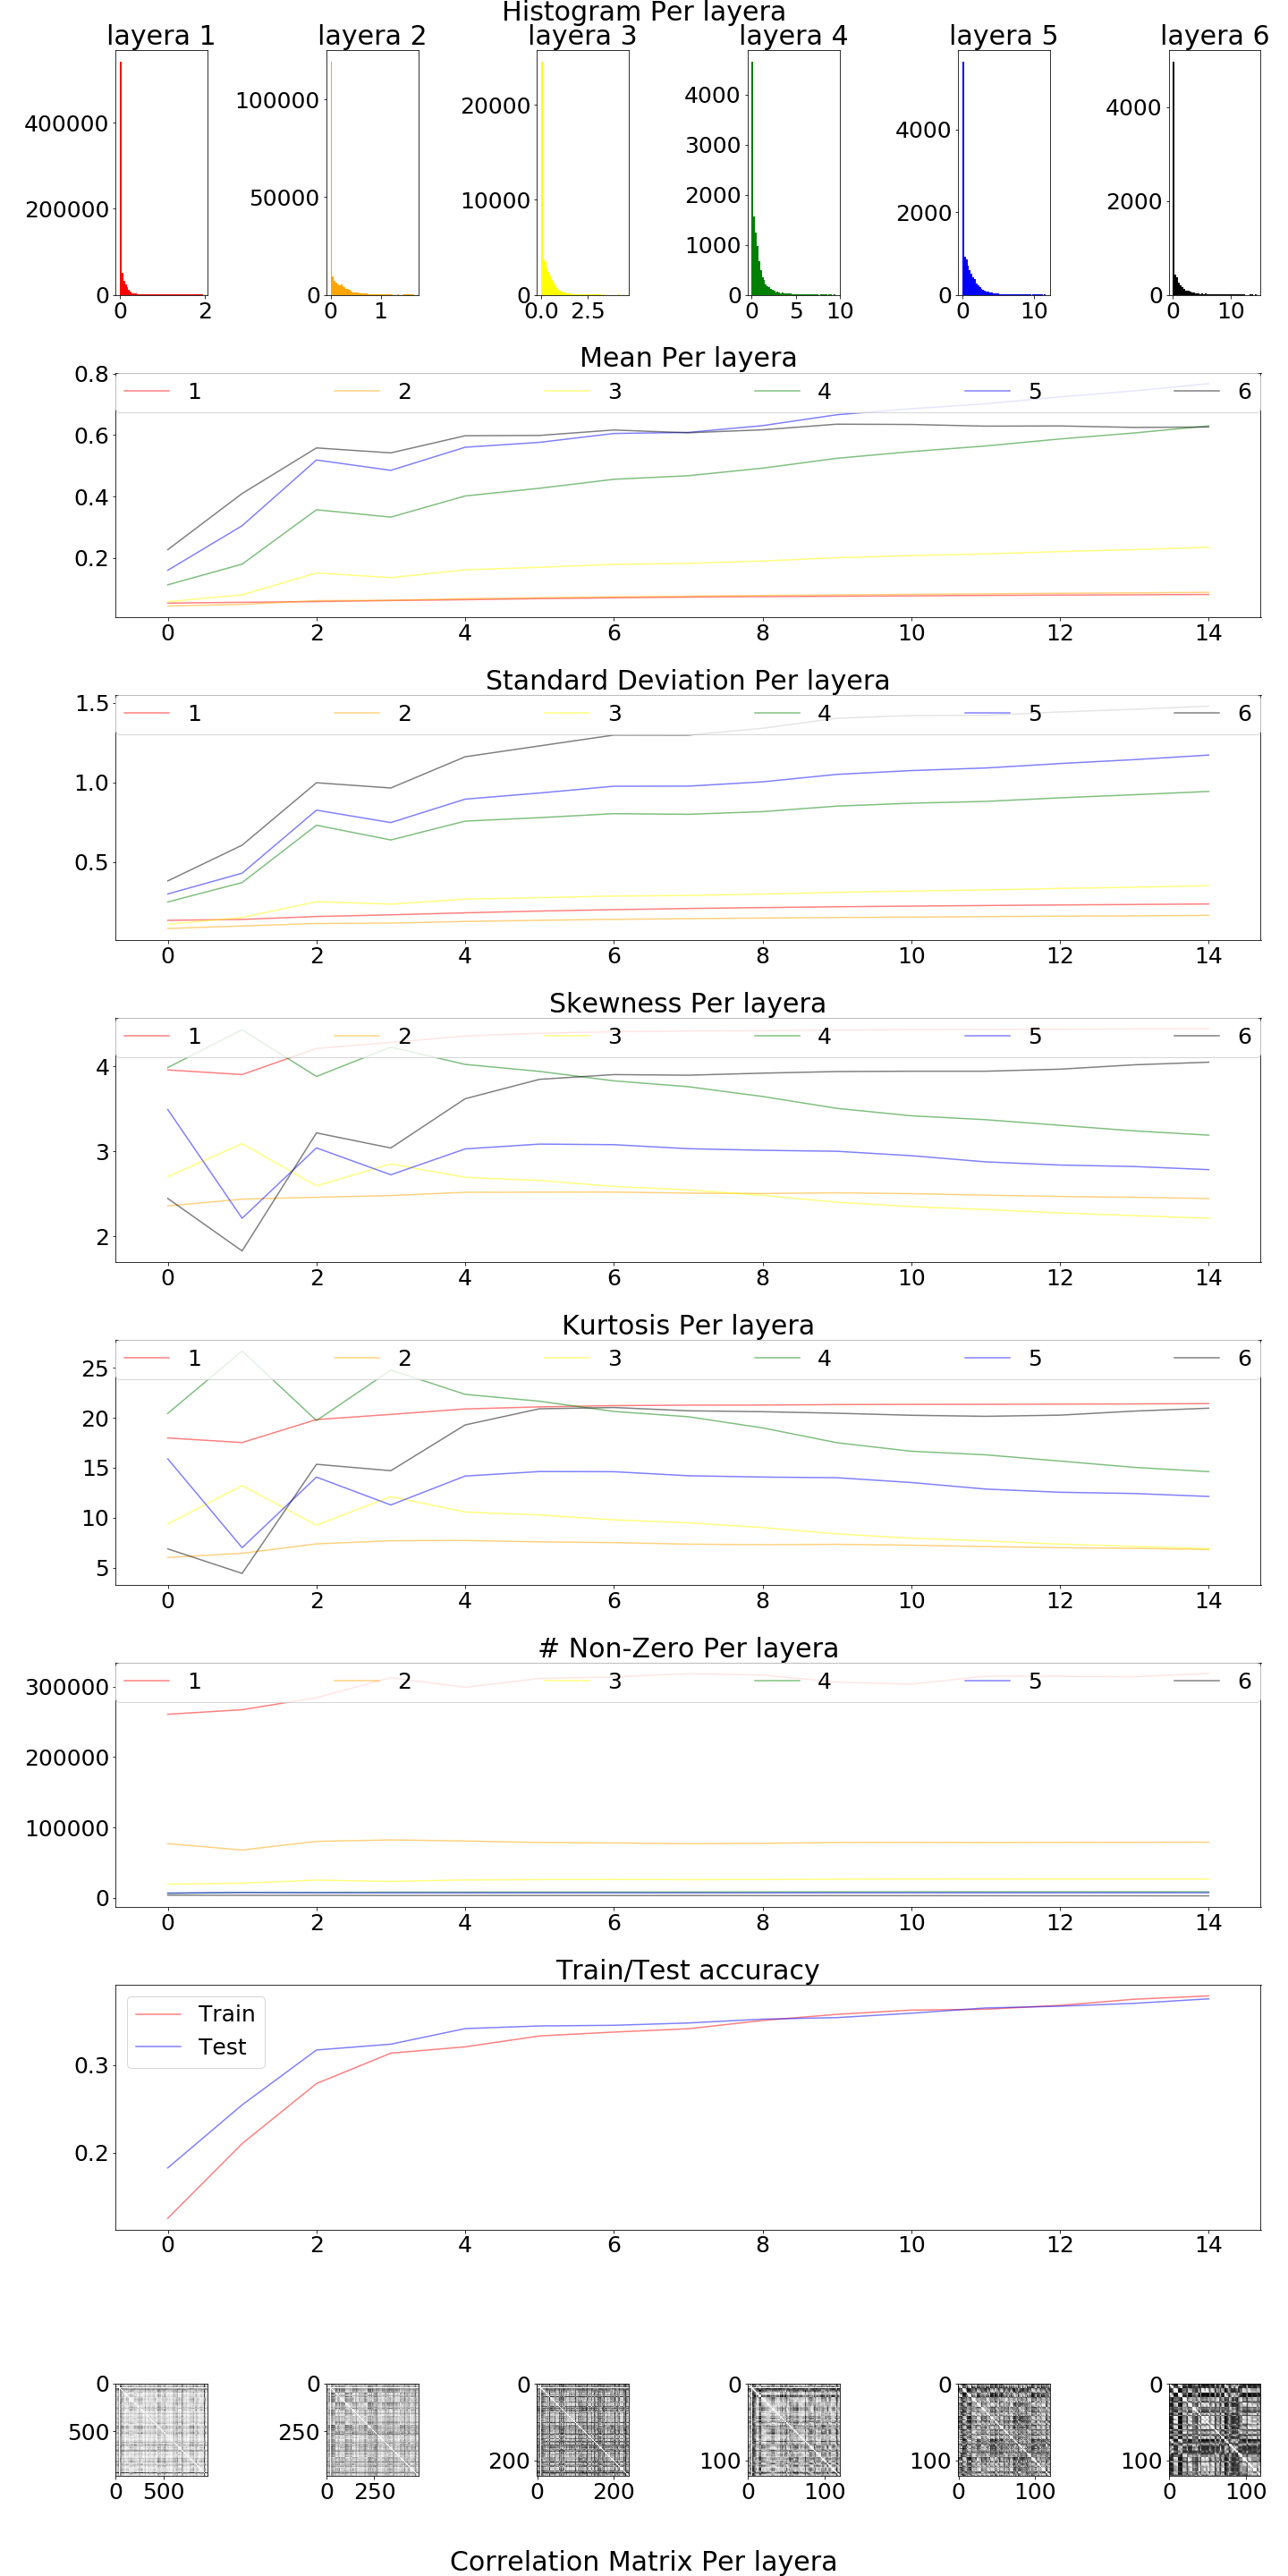 Histogram Per layera
layera 1 layera 2 layera 3 layera 4 layera 5 layera 6
400000 200000 0
100000 50000 0
20000 10000 0
4000 3000 2000 1000 0
4000 2000 0
4000 2000 0
0 2 0 1 0.0 2.5 0 5 10 0 10 0 10
Mean Per layera
1 2 3 4 5 6
0.8
0.6
0.4
0.2
0 2 4 6 8 10 12 14
Standard Deviation Per layera
1 2 3 4 5 6
1.5
1.0
0.5
0 2 4 6 8 10 12 14
Skewness Per layera
1 2 3 4 5 6
4
3
2
0 2 4 6 8 10 12 14
Kurtosis Per layera
1 2 3 4 5 6
25
20
15
10
5
0 2 4 6 8 10 12 14
# Non-Zero Per layera
1 2 3 4 5 6
300000
200000
100000
0
0 2 4 6 8 10 12 14
Train/Test accuracy
Train
Test
0.3
0.2
0 2 4 6 8 10 12 14
0 0 0 0 0 0
500 250 200 100 100 100
0 500 0 250 0 200 0 100 0 100 0 100
Correlation Matrix Per layera